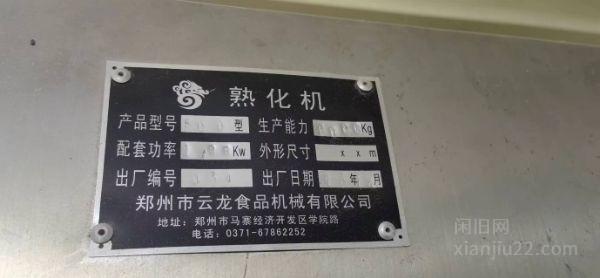 熟化机
产品型号 型 生产能力 Kg
配套功率 Kw 外形尺寸 x x m
出厂编号 出厂日期 年 月
郑州市云龙食品机械有限公司
地址: 郑州市马寨经济开发区学院路
电话: 0371-67862252
闲旧网
xianjiu22.com